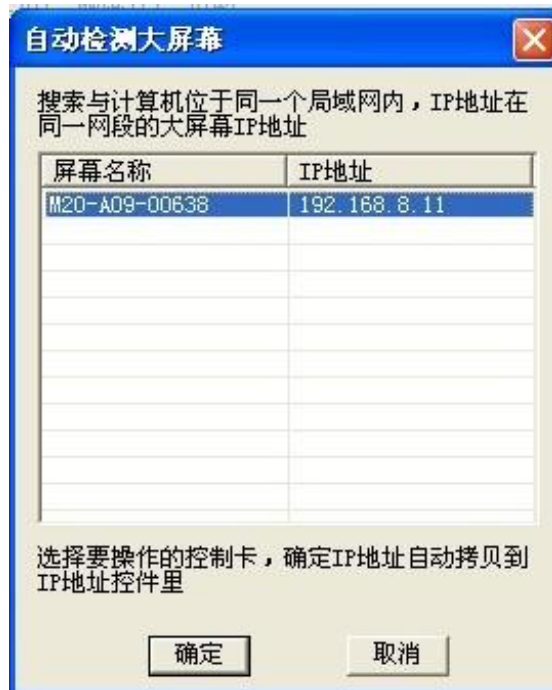 自动检测大屏幕
搜索与计算机位于同一个局域网内，IP地址在
同一网段的大屏幕IP地址
屏幕名称 IP地址
M20-A09-00638 192.168.8.11
选择要操作的控制卡，确定IP地址自动拷贝到
IP地址控件里
确定 取消